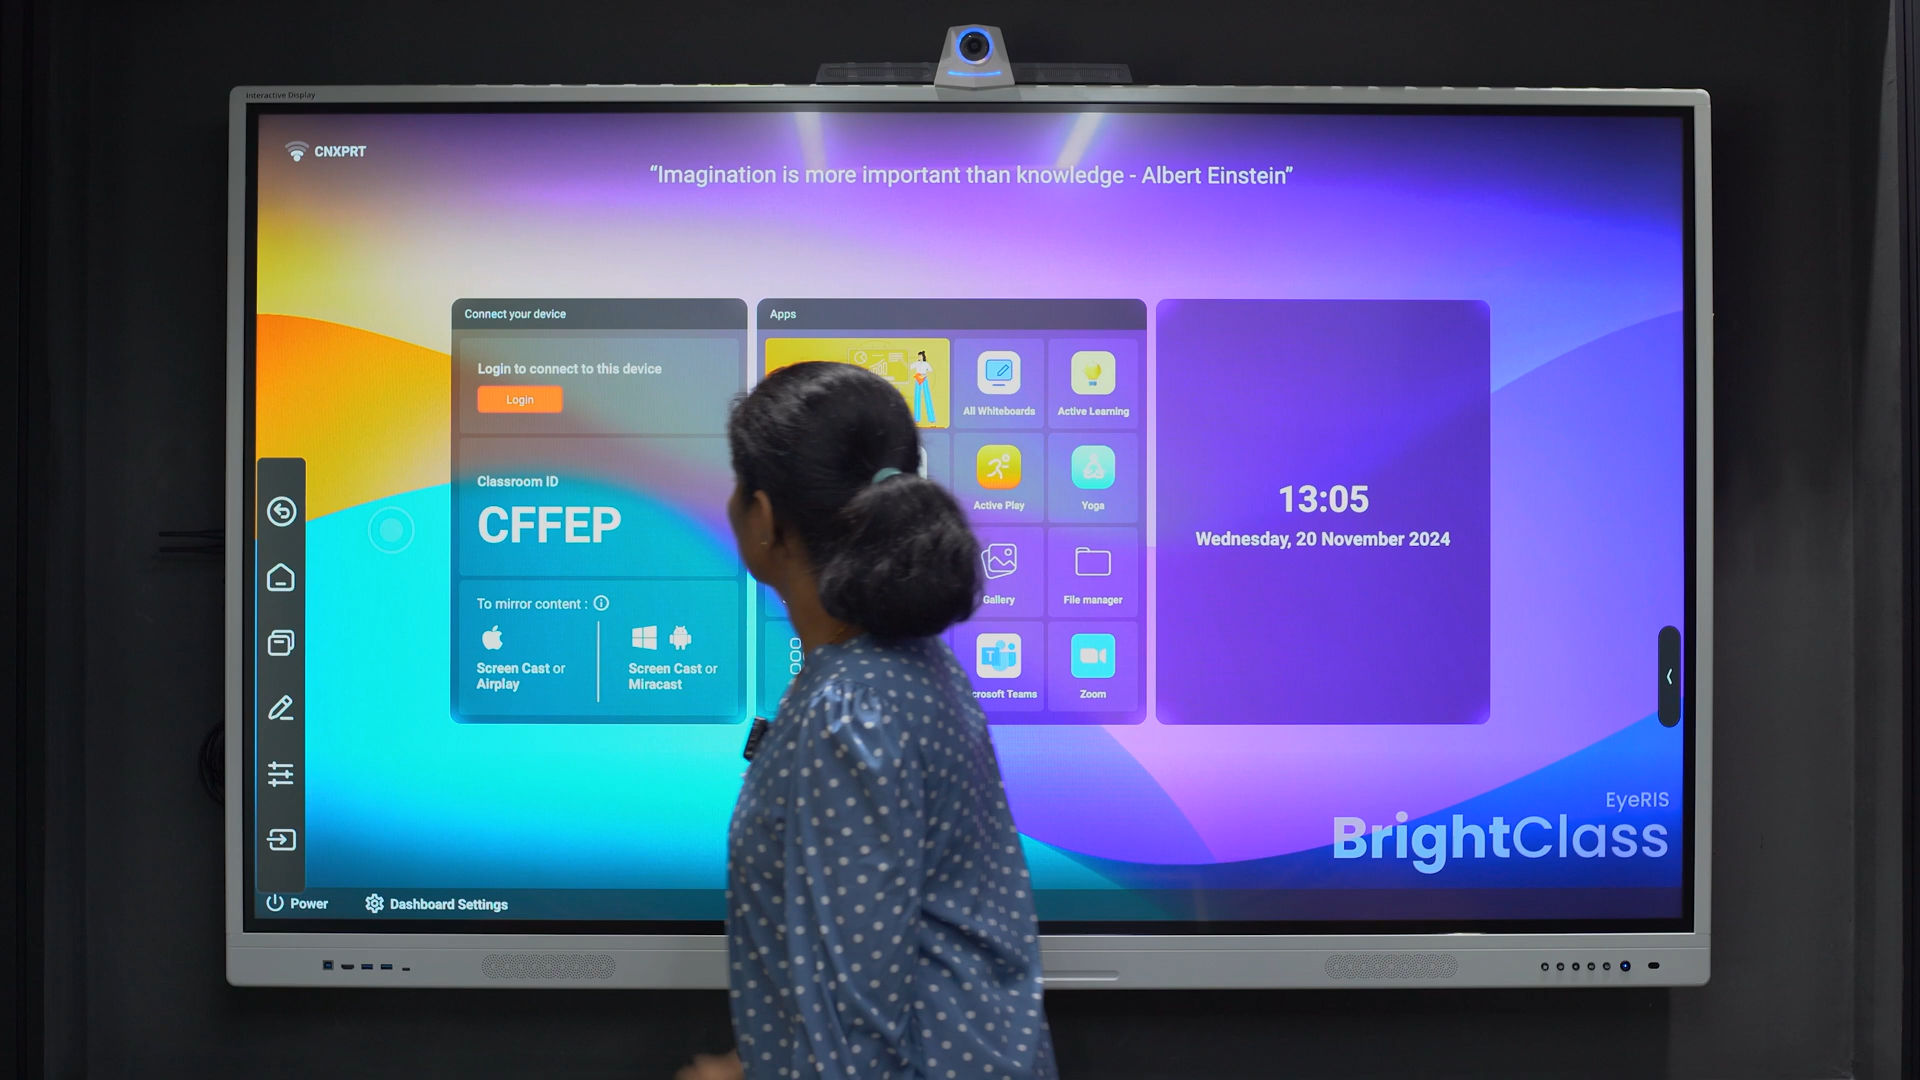 Interactive Display
CNXPRT
“Imagination is more important than knowledge - Albert Einstein”
Connect your device
Login to connect to this device
Login
Classroom ID
CFFEP
To mirror content :
Screen Cast or
Airplay
Screen Cast or
Miracast
Apps
All Whiteboards
Active Learning
Active Play
Yoga
Gallery
File manager
crosoft Teams
Zoom
13:05
Wednesday, 20 November 2024
EyeRIS
BrightClass
Power
Dashboard Settings